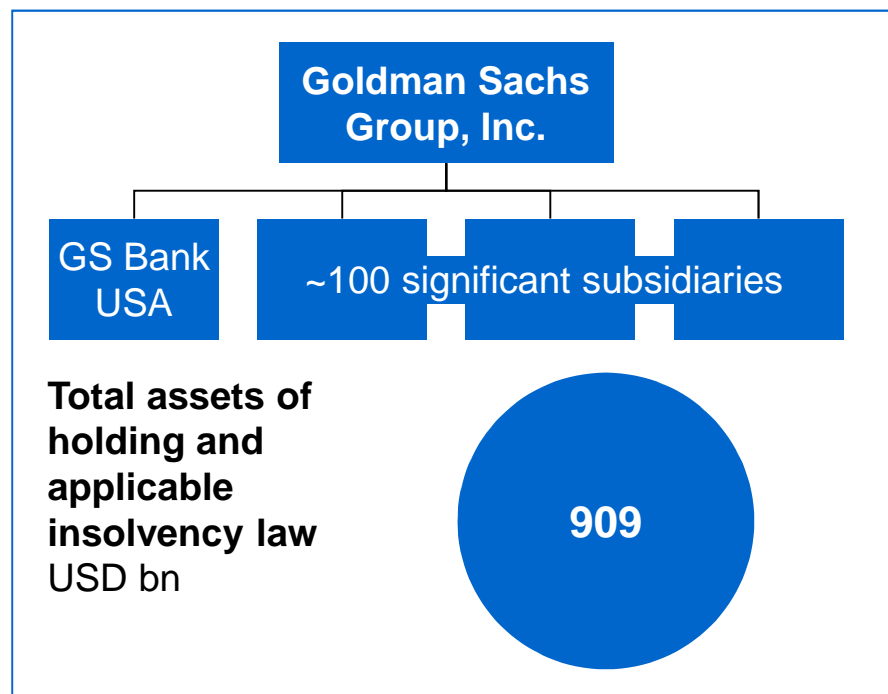 Goldman Sachs
Group, Inc.
GS Bank
USA
~100 significant subsidiaries
Total assets of
holding and
applicable
insolvency law
USD bn
909